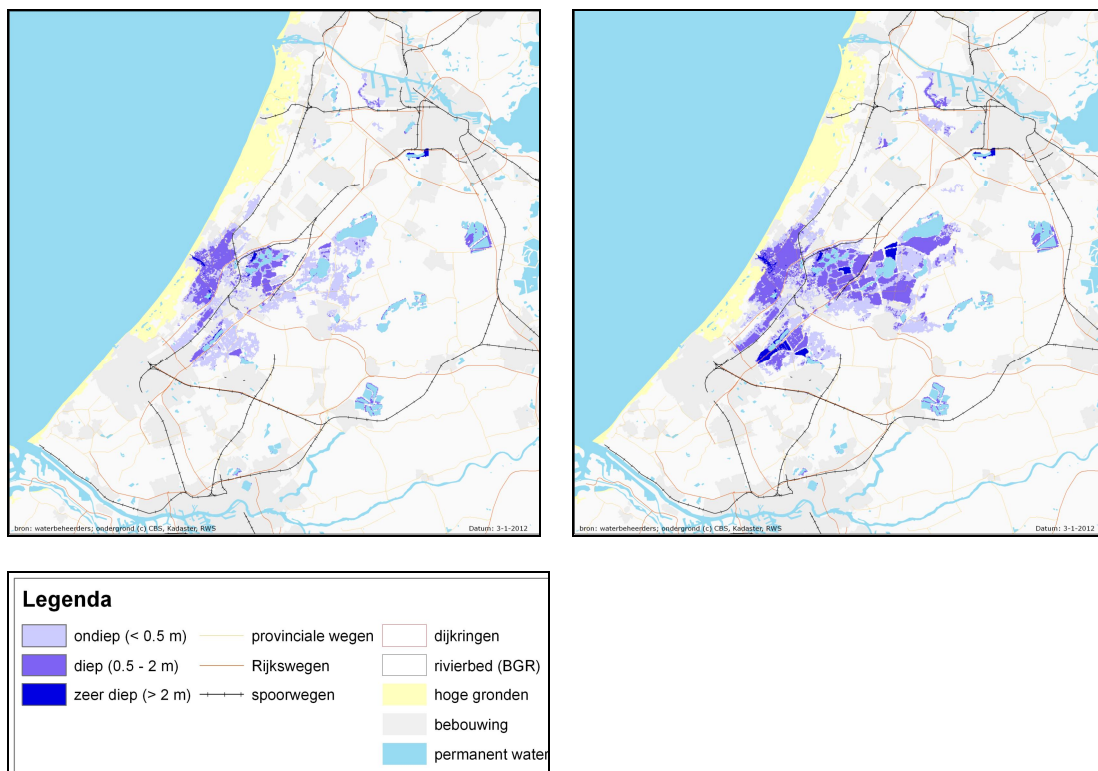 bron: waterbeheerders; ondergrond (c) CBS, Kadaster, RWS Datum: 3-1-2012
bron: waterbeheerders; ondergrond (c) CBS, Kadaster, RWS Datum: 3-1-2012
Legenda
ondiep (< 0.5 m) provinciale wegen dijkringen
diep (0.5 - 2 m) Rijkswegen rivierbed (BGR)
zeer diep (> 2 m) spoorwegen hoge gronden
bebouwing
permanent water